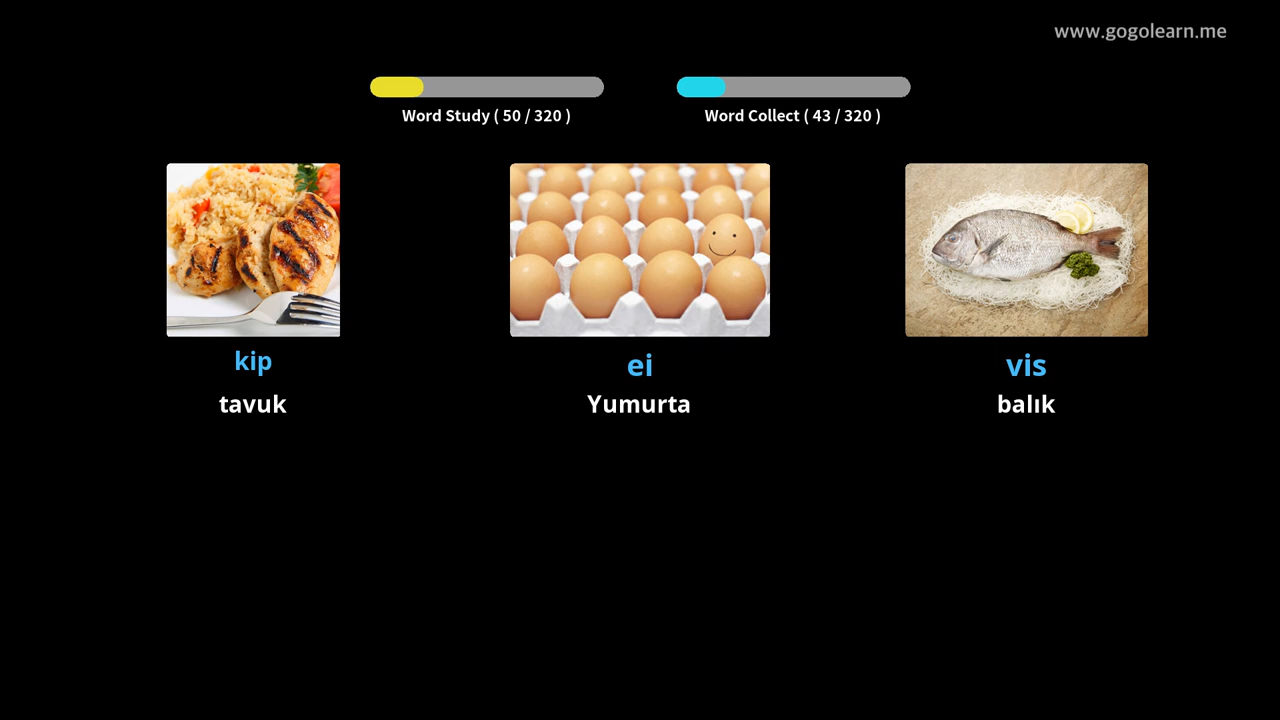 www.gogolearn.me
Word Study ( 50 / 320 )
Word Collect ( 43 / 320 )
kip
tavuk
ei
Yumurta
vis
balık